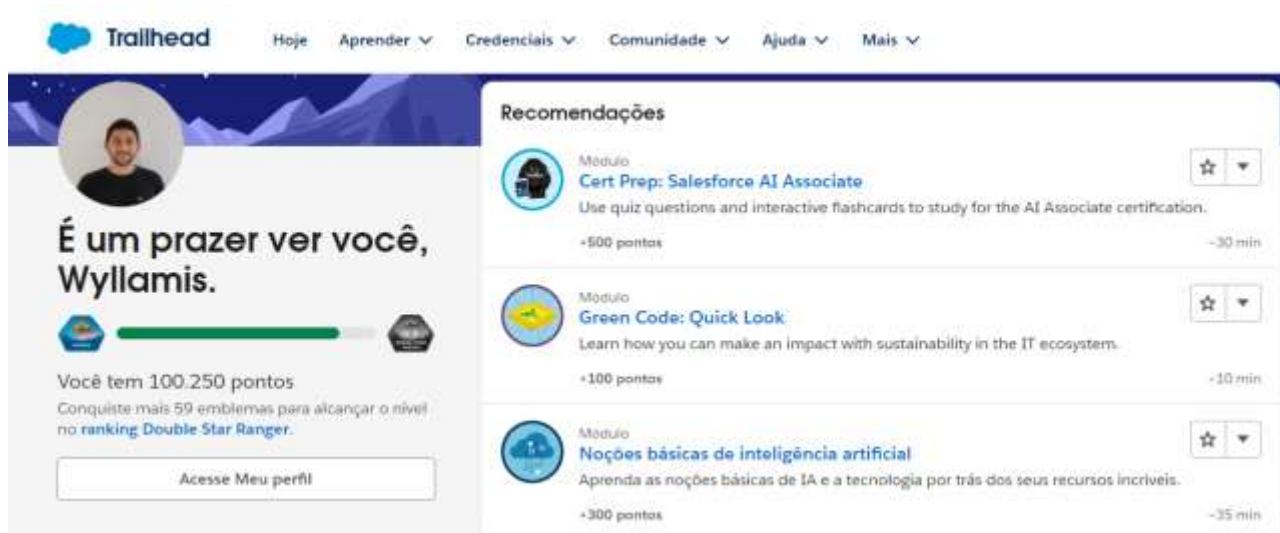 Trailhead
Hoje
Aprender
Credenciais
Comunidade
Ajuda
Mais
É um prazer ver você,
Wyllamis.
Você tem 100.250 pontos
Conquiste mais 59 emblemas para alcançar o nível
no ranking Double Star Ranger.
Acesse Meu perfil
Recomendações
Módulo
Cert Prep: Salesforce AI Associate
Use quiz questions and interactive flashcards to study for the AI Associate certification.
+500 pontos
~30 min
Módulo
Green Code: Quick Look
Learn how you can make an impact with sustainability in the IT ecosystem.
+100 pontos
~10 min
Módulo
Noções básicas de inteligência artificial
Aprenda as noções básicas de IA e a tecnologia por trás dos seus recursos incríveis.
+300 pontos
~35 min